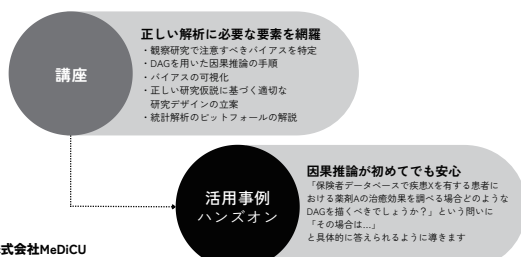 正しい解析に必要な要素を網羅
・観察研究で注意すべきバイアスを特定
・DAGを用いた因果推論の手順
・バイアスの可視化
・正しい研究仮説に基づく適切な
研究デザインの立案
・統計解析のピットフォールの解説
講座
因果推論が初めてでも安心
「保険者データベースで疾患Xを有する患者に
おける薬剤Aの治癒効果を調べる場合どのような
DAGを描くべきでしょうか？」という問いに
「その場合は…」
と具体的に答えられるように導きます
活用事例
ハンズオン
式会社MeDiCU